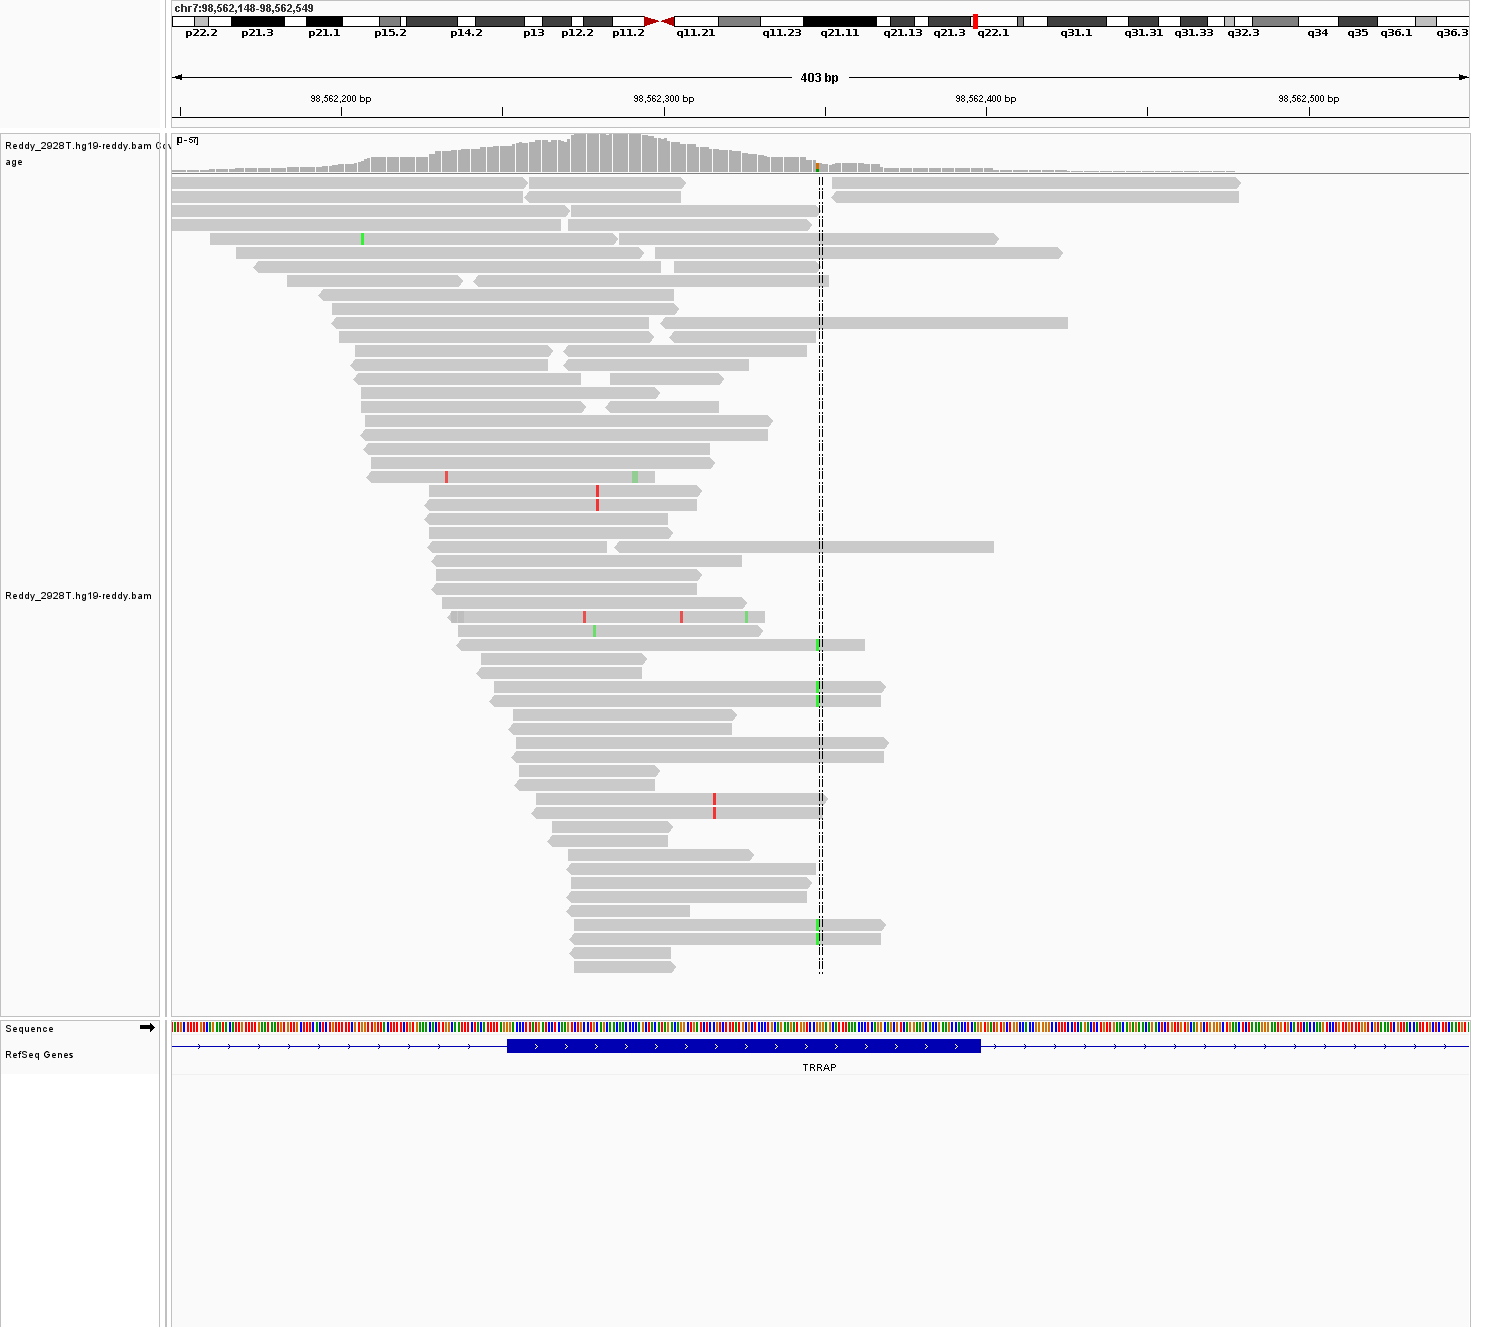 chr7:98,562,148-98,562,549
p22.2 p21.3 p21.1 p15.2 p14.2 p13 p12.2 p11.2 q11.21 q11.23 q21.11 q21.13 q21.3 q22.1 q31.1 q31.31 q31.33 q32.3 q34 q35 q36.1 q36.3
403 bp
98,562,200 bp 98,562,300 bp 98,562,400 bp 98,562,500 bp
[0 - 57]
Reddy_2928T.hg19-reddy.bam Cov
age
Reddy_2928T.hg19-reddy.bam
Sequence
RefSeq Genes
TRRAP